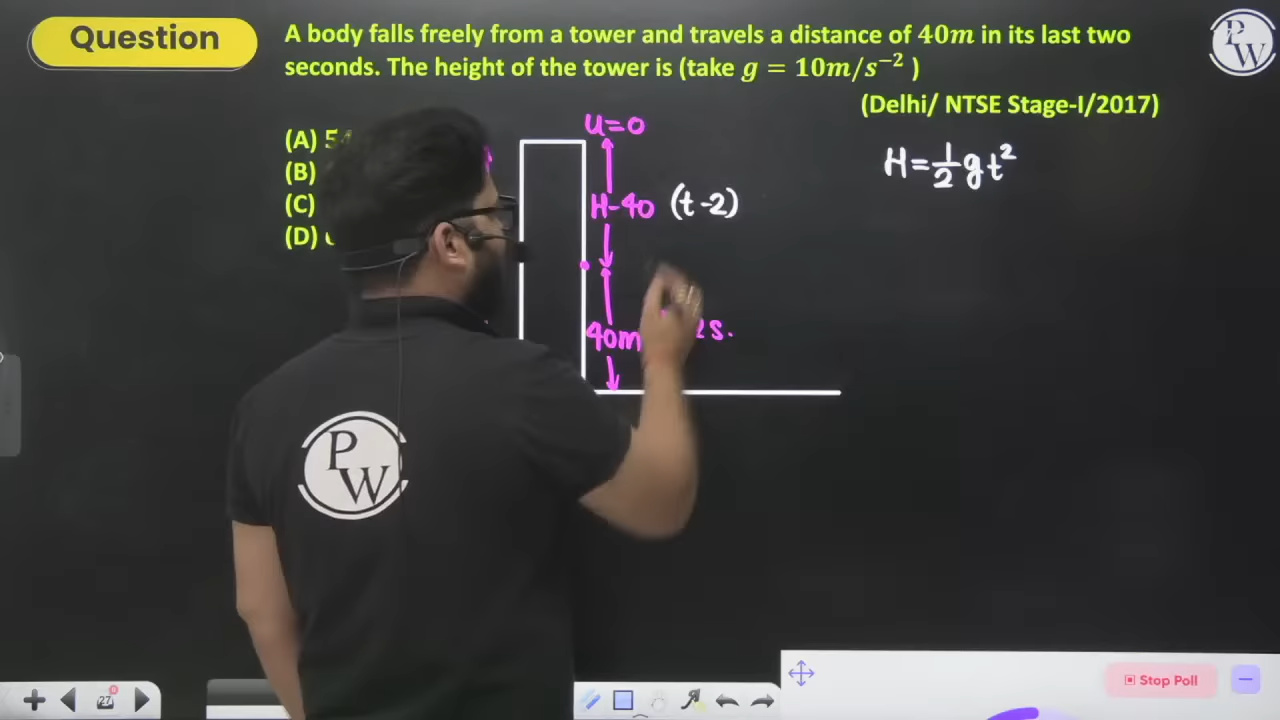 Question
A body falls freely from a tower and travels a distance of 40m in its last two
seconds. The height of the tower is (take g = 10m/s⁻² )
(Delhi/ NTSE Stage-I/2017)
P
W
(A) 5
(B)
(C)
(D)
U=0
H=½gt²
H-40 (t-2)
40m 2s.
P
W
27
Stop Poll